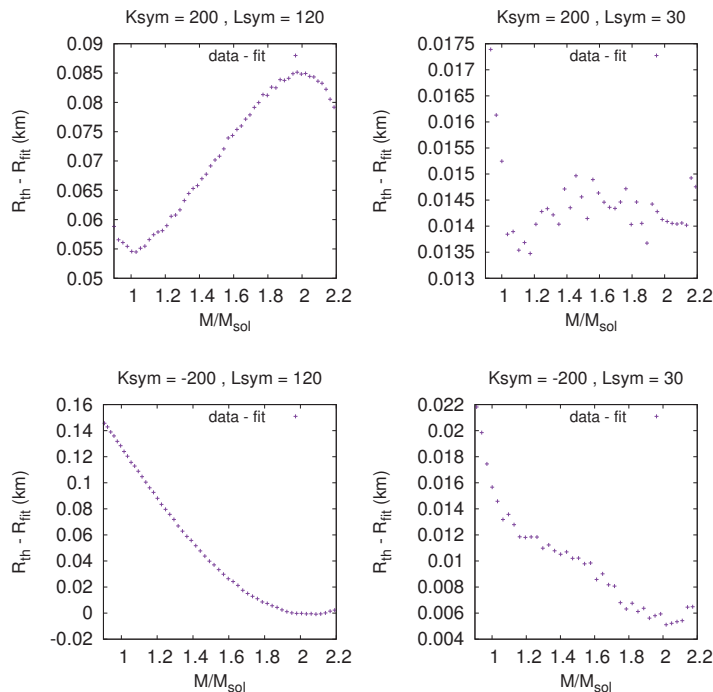 Ksym = 200 , Lsym = 120
data - fit
R_th - R_fit (km)
0.09
0.085
0.08
0.075
0.07
0.065
0.06
0.055
0.05
1 1.2 1.4 1.6 1.8 2 2.2
M/M_sol
Ksym = 200 , Lsym = 30
data - fit
R_th - R_fit (km)
0.0175
0.017
0.0165
0.016
0.0155
0.015
0.0145
0.014
0.0135
0.013
1 1.2 1.4 1.6 1.8 2 2.2
M/M_sol
Ksym = -200 , Lsym = 120
data - fit
R_th - R_fit (km)
0.16
0.14
0.12
0.1
0.08
0.06
0.04
0.02
0
-0.02
1 1.2 1.4 1.6 1.8 2 2.2
M/M_sol
Ksym = -200 , Lsym = 30
data - fit
R_th - R_fit (km)
0.022
0.02
0.018
0.016
0.014
0.012
0.01
0.008
0.006
0.004
1 1.2 1.4 1.6 1.8 2 2.2
M/M_sol